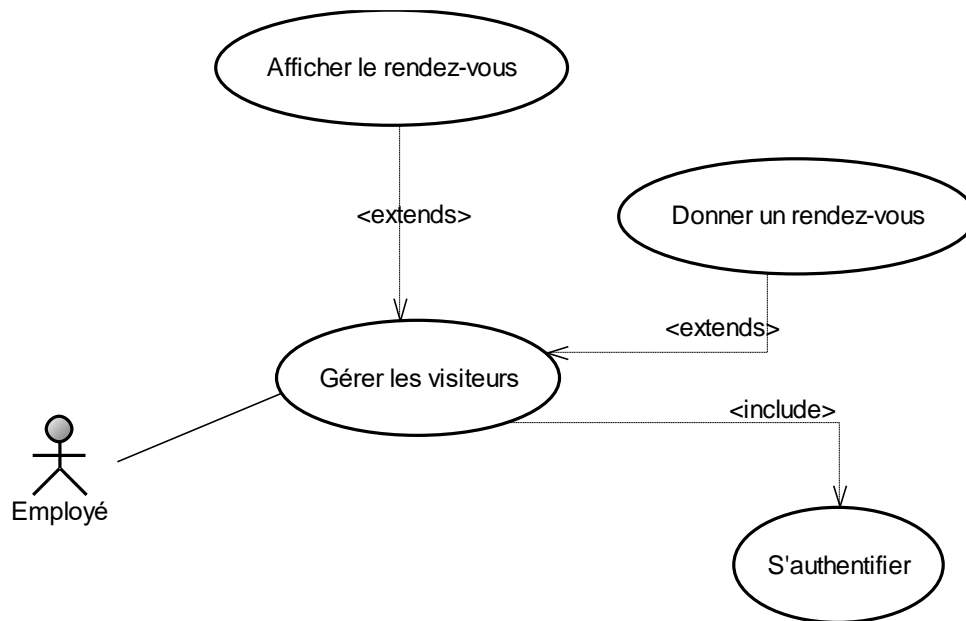 Afficher le rendez-vous
<extends>
Donner un rendez-vous
<extends>
Gérer les visiteurs
<include>
Employé
S'authentifier